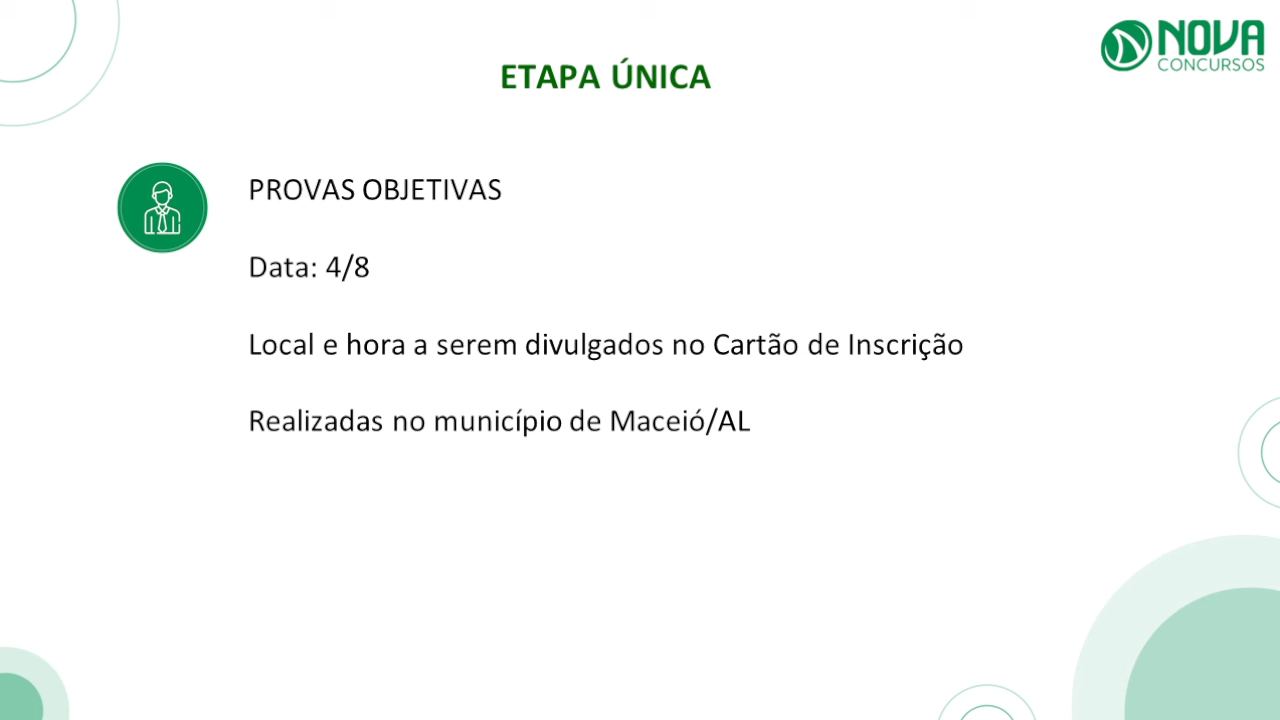 NOVA
CONCURSOS
ETAPA ÚNICA
PROVAS OBJETIVAS
Data: 4/8
Local e hora a serem divulgados no Cartão de Inscrição
Realizadas no município de Maceió/AL